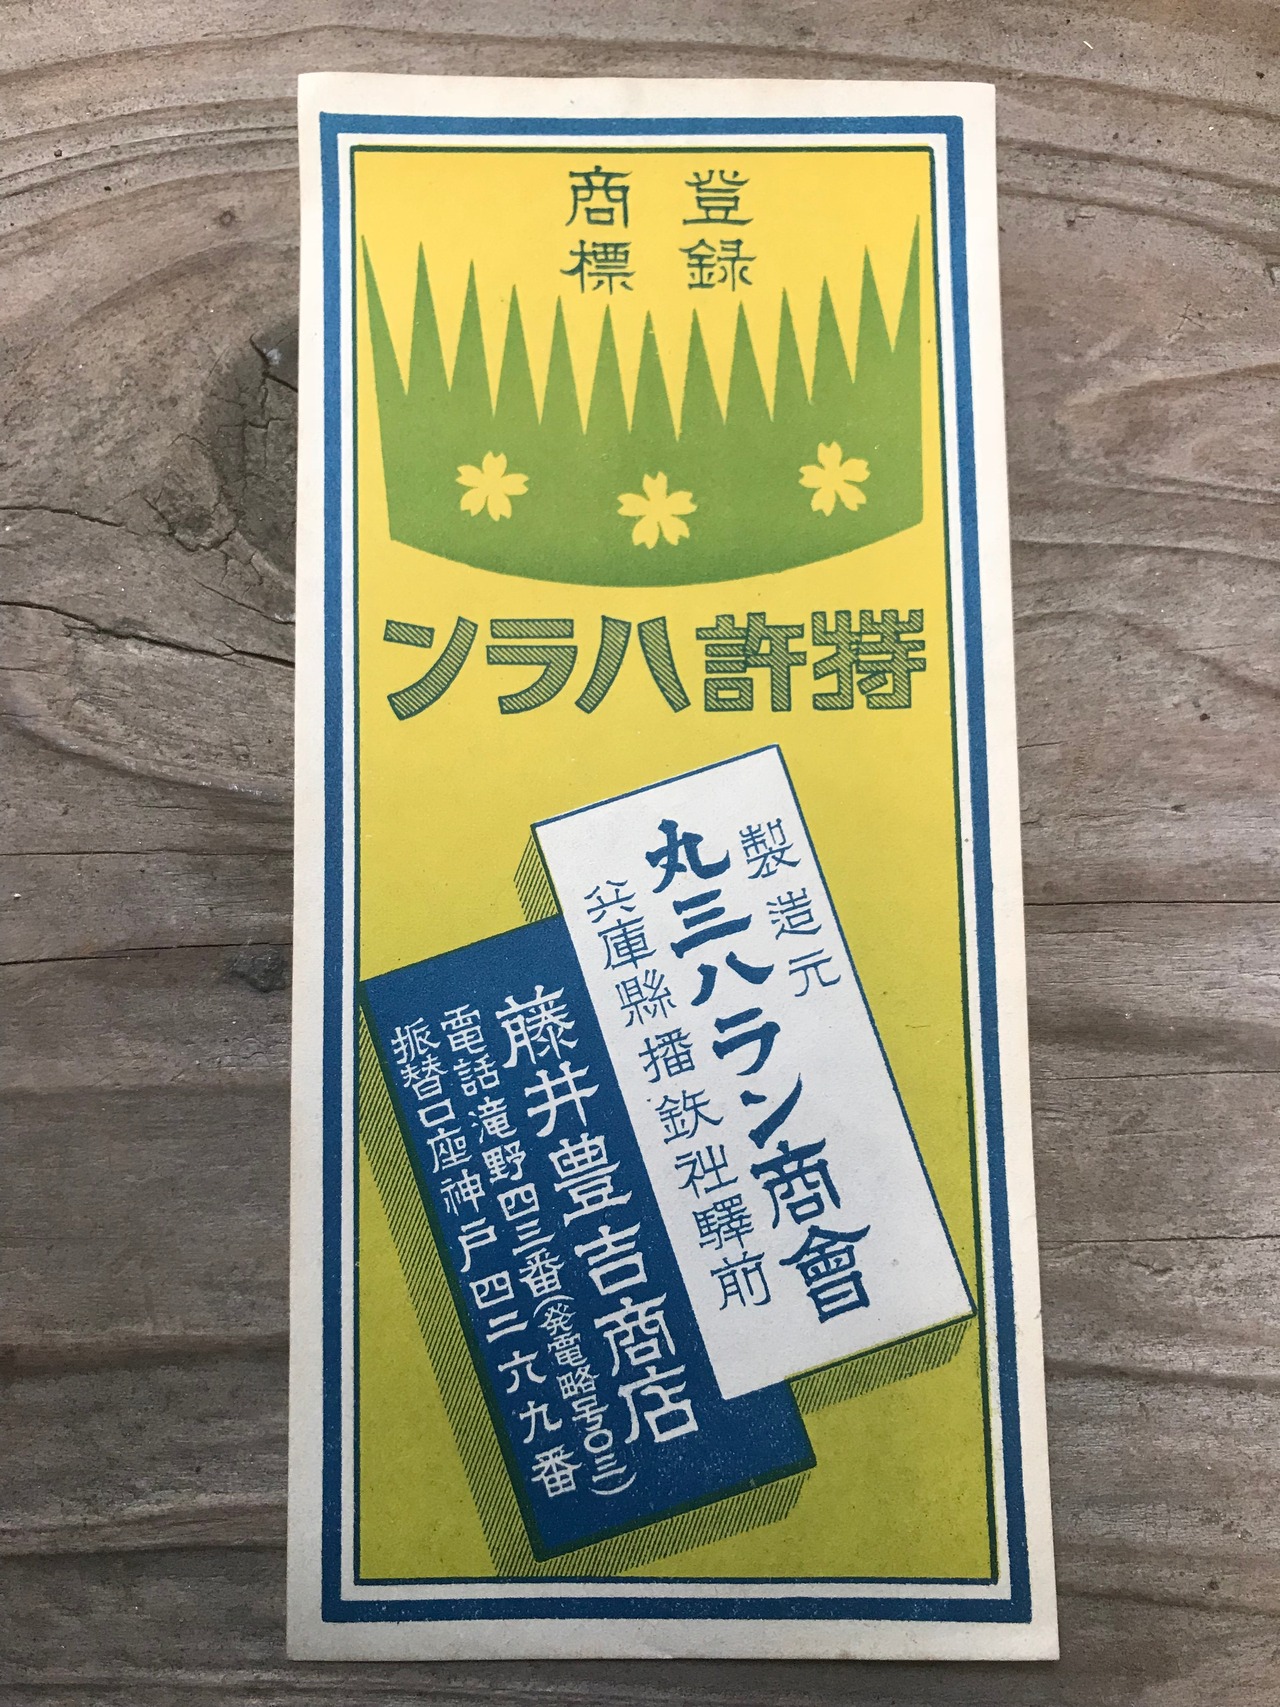 登録
商標
特許ハラン
製造元
丸三ハラン商會
兵庫縣播鉄社驛前
藤井豊吉商店
電話滝野四三番(発電略号〇三)
振替口座神戸四二六九番